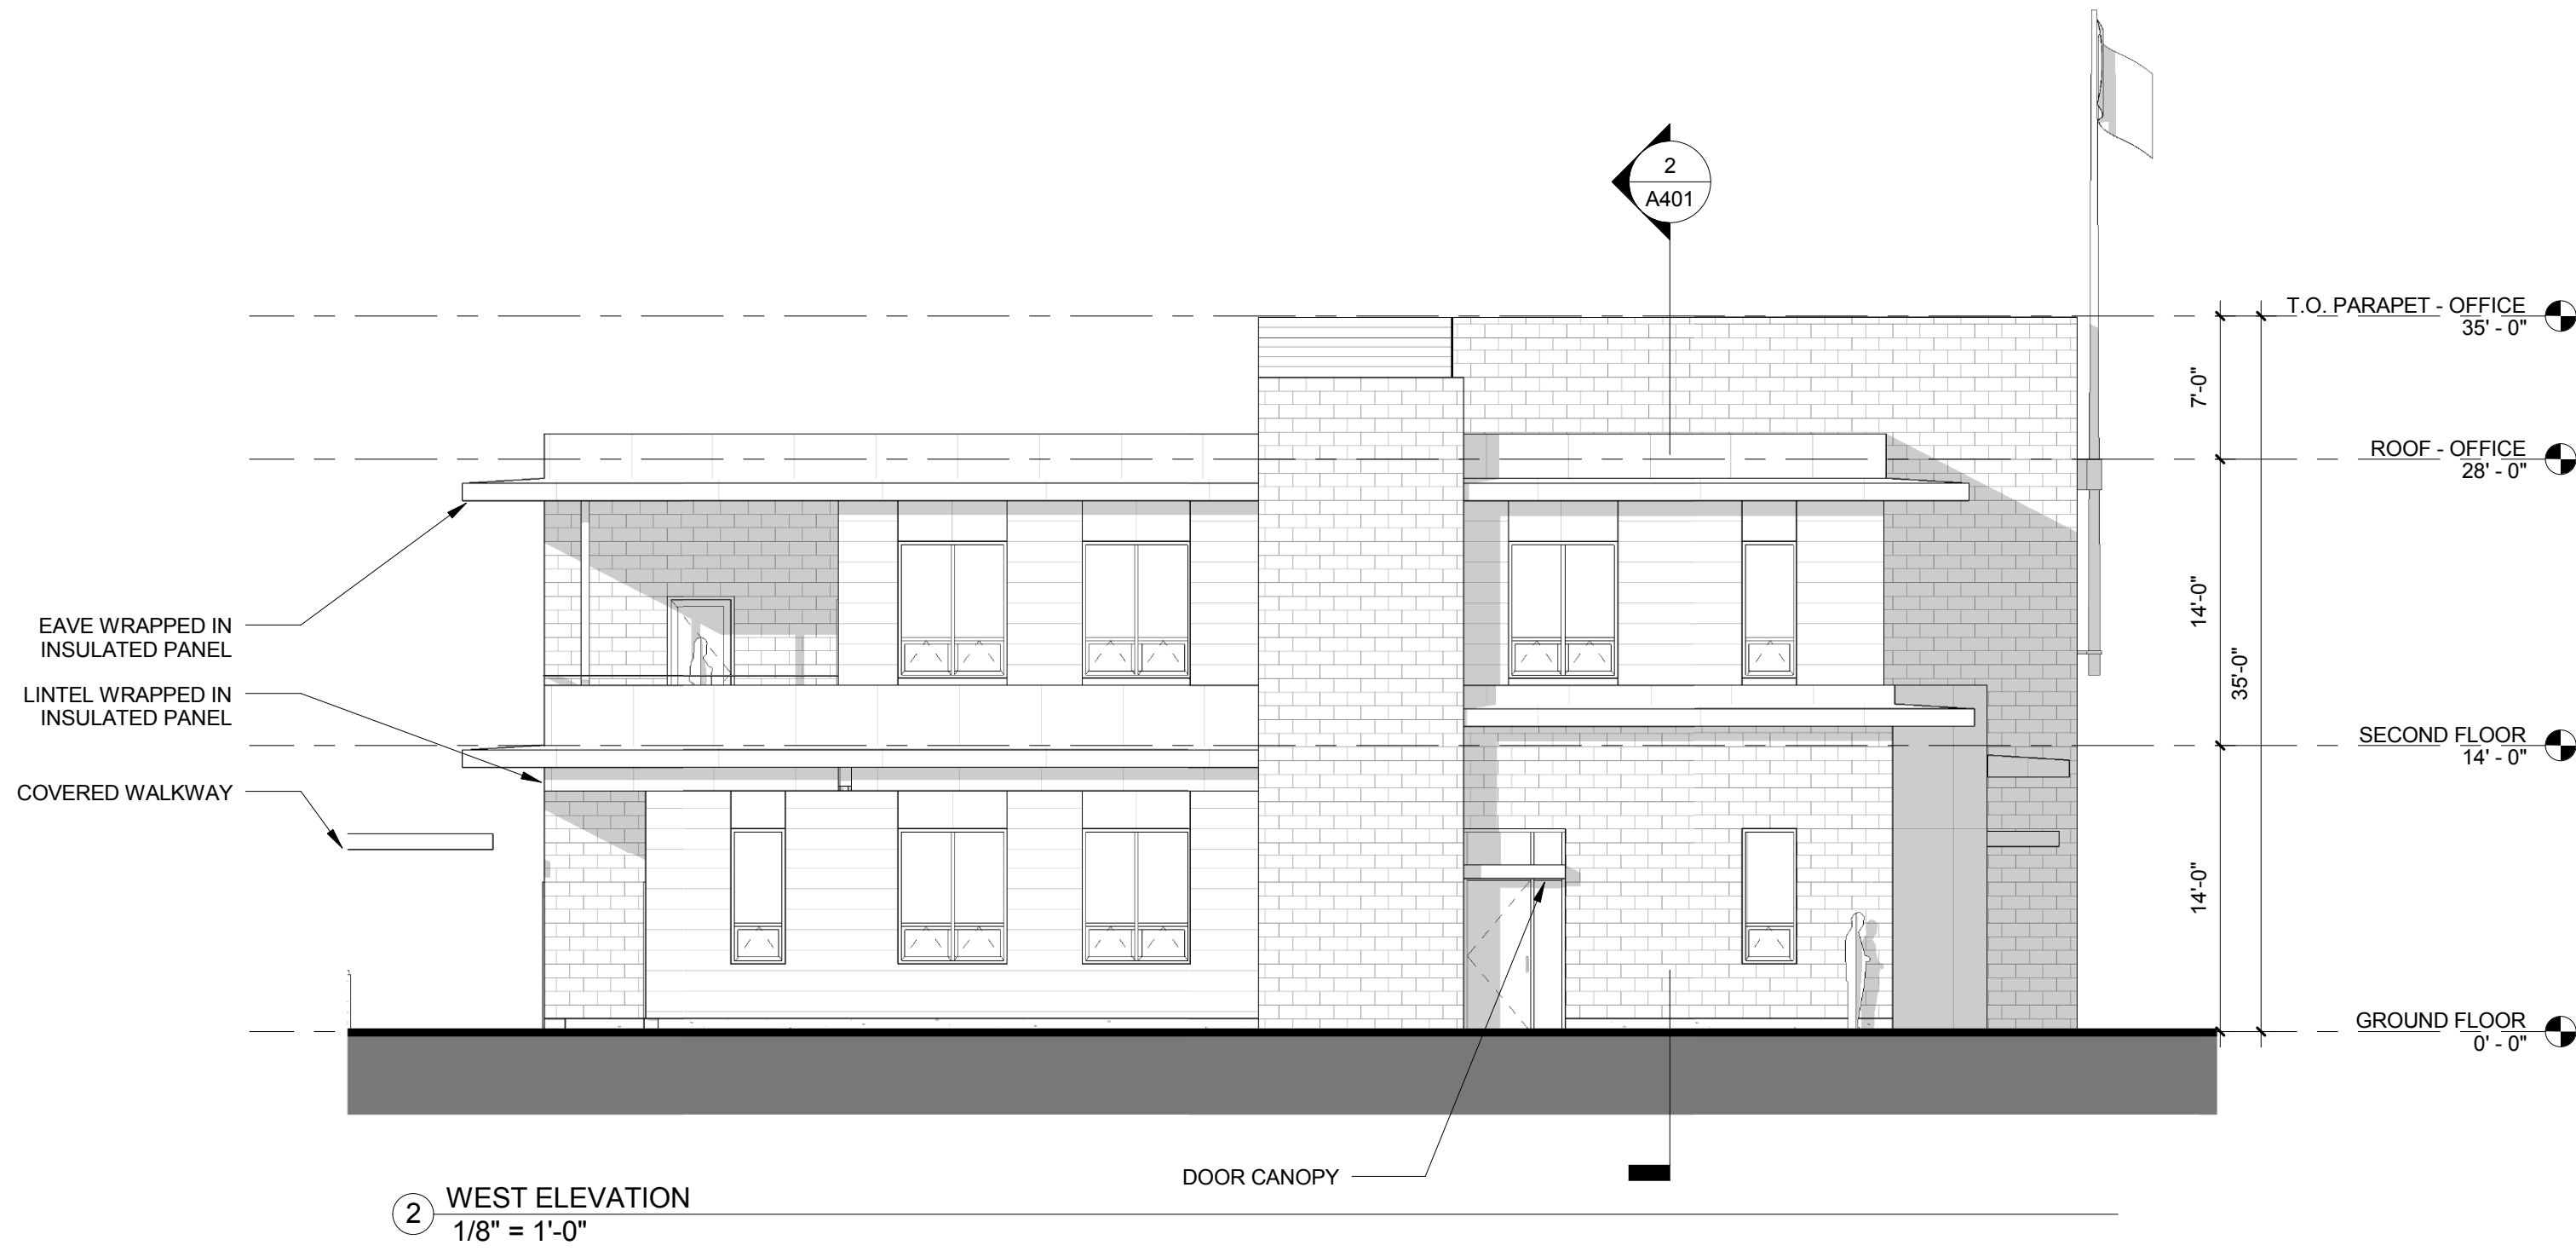 2
A401
T.O. PARAPET - OFFICE
35' - 0"
7'-0"
ROOF - OFFICE
28' - 0"
14'-0"
EAVE WRAPPED IN
INSULATED PANEL
35'-0"
LINTEL WRAPPED IN
INSULATED PANEL
SECOND FLOOR
14' - 0"
COVERED WALKWAY
14'-0"
GROUND FLOOR
0' - 0"
DOOR CANOPY
2
WEST ELEVATION
1/8" = 1'-0"